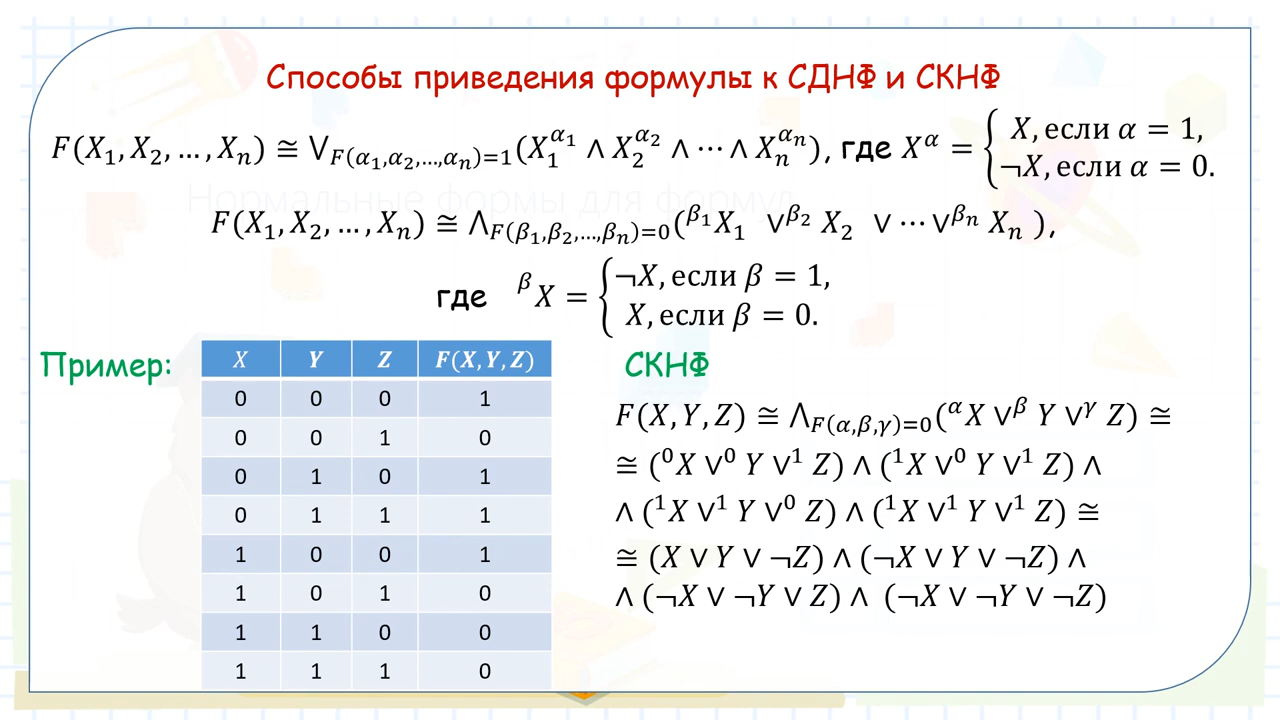 Способы приведения формулы к СДНФ и СКНФ
F(X₁, X₂, …, Xₙ) ≅ ⋁_{F(α₁,α₂,…,αₙ)=1}(X₁^{α₁} ∧ X₂^{α₂} ∧ ⋯ ∧ Xₙ^{αₙ}), где X^α = { X, если α = 1,
¬X, если α = 0.
Нормальные формы для формул
F(X₁, X₂, …, Xₙ) ≅ ⋀_{F(β₁,β₂,…,βₙ)=0}(^{β₁}X₁ ∨^{β₂} X₂ ∨ ⋯ ∨^{βₙ} Xₙ ),
где ^βX = { ¬X, если β = 1,
X, если β = 0.
Пример:
X Y Z F(X, Y, Z)
0 0 0 1
0 0 1 0
0 1 0 1
0 1 1 1
1 0 0 1
1 0 1 0
1 1 0 0
1 1 1 0
СКНФ
F(X, Y, Z) ≅ ⋀_{F(α,β,γ)=0}(^αX ∨^β Y ∨^γ Z) ≅
≅ (⁰X ∨⁰ Y ∨¹ Z) ∧ (¹X ∨⁰ Y ∨¹ Z) ∧
∧ (¹X ∨¹ Y ∨⁰ Z) ∧ (¹X ∨¹ Y ∨¹ Z) ≅
≅ (X ∨ Y ∨ ¬Z) ∧ (¬X ∨ Y ∨ ¬Z) ∧
∧ (¬X ∨ ¬Y ∨ Z) ∧ (¬X ∨ ¬Y ∨ ¬Z)